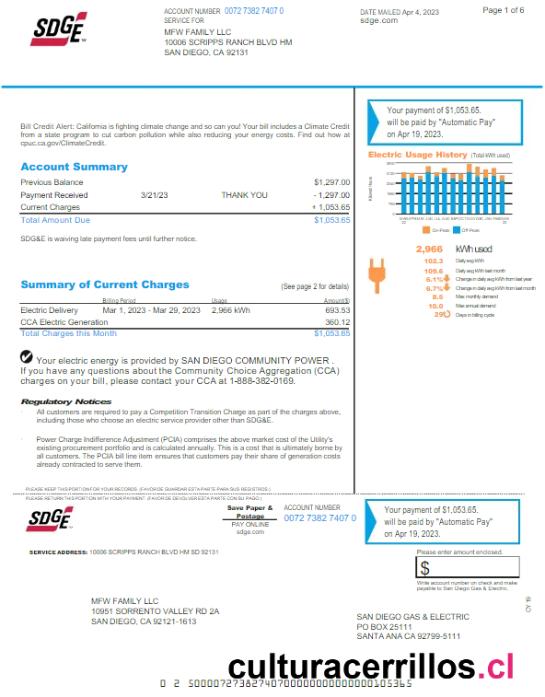 SDGE
ACCOUNT NUMBER 0072 7382 7407 0
SERVICE FOR
MFW FAMILY LLC
10006 SCRIPPS RANCH BLVD HM
SAN DIEGO, CA 92131
DATE MAILED Apr 4, 2023
sdge.com
Page 1 of 6
Bill Credit Alert: California is fighting climate change and so can you! Your bill includes a Climate Credit
from a state program to cut carbon pollution while also reducing your energy costs. Find out how at
cpuc.ca.gov/ClimateCredit.
Account Summary
Previous Balance $1,297.00
Payment Received 3/21/23 THANK YOU - 1,297.00
Current Charges + 1,053.65
Total Amount Due $1,053.65
SDG&E is waiving late payment fees until further notice.
Summary of Current Charges (See page 2 for details)
Billing Period Usage Amount($)
Electric Delivery Mar 1, 2023 - Mar 29, 2023 2,966 kWh 693.53
CCA Electric Generation 360.12
Total Charges this Month $1,053.65
Your electric energy is provided by SAN DIEGO COMMUNITY POWER .
If you have any questions about the Community Choice Aggregation (CCA)
charges on your bill, please contact your CCA at 1-888-382-0169.
Regulatory Notices
All customers are required to pay a Competition Transition Charge as part of the charges above,
including those who choose an electric service provider other than SDG&E.
Power Charge Indifference Adjustment (PCIA) comprises the above market cost of the Utility's
existing procurement portfolio and is calculated annually. This is a cost that is ultimately borne by
all customers. The PCIA bill line item ensures that customers pay their share of generation costs
already contracted to serve them.
Your payment of $1,053.65.
will be paid by "Automatic Pay"
on Apr 19, 2023.
Electric Usage History (Total kWh used)
On-Peak Off-Peak
2,966 kWh used
102.3 Daily avg kWh
109.6 Daily avg kWh last month
6.1% Change in daily avg kWh from last year
6.7% Change in daily avg kWh from last month
8.8 Max monthly demand
10.0 Max annual demand
29 Days in billing cycle
PLEASE KEEP THIS PORTION FOR YOUR RECORDS. (FAVOR DE GUARDAR ESTA PARTE PARA SUS REGISTROS.)
PLEASE RETURN THIS PORTION WITH YOUR PAYMENT. (FAVOR DE DEVOLVER ESTA PARTE CON SU PAGO.)
SDGE
Save Paper &
Postage
PAY ONLINE
sdge.com
ACCOUNT NUMBER
0072 7382 7407 0
Your payment of $1,053.65.
will be paid by "Automatic Pay"
on Apr 19, 2023.
SERVICE ADDRESS: 10006 SCRIPPS RANCH BLVD HM SD 92131
Please enter amount enclosed.
$
Write account number on check and make
payable to San Diego Gas & Electric.
MFW FAMILY LLC
10951 SORRENTO VALLEY RD 2A
SAN DIEGO, CA 92121-1613
SAN DIEGO GAS & ELECTRIC
PO BOX 25111
SANTA ANA CA 92799-5111
culturacerrillos.cl